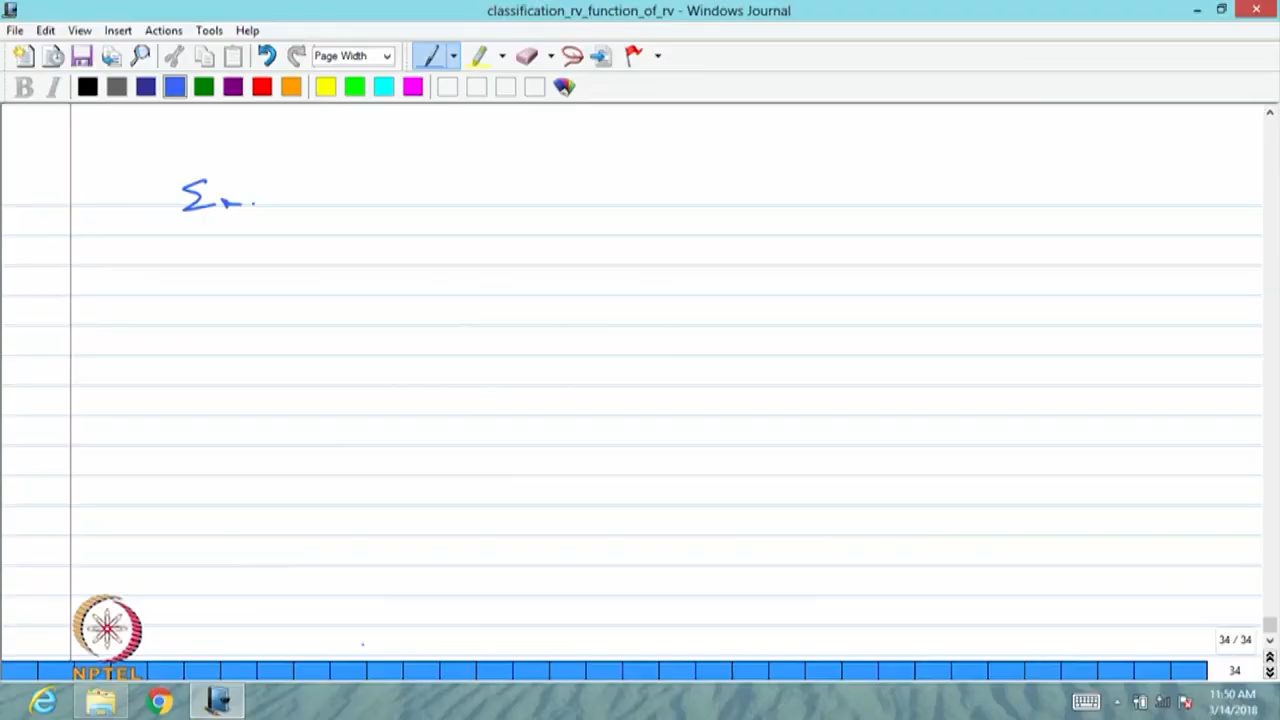 classification_rv_function_of_rv - Windows Journal
File Edit View Insert Actions Tools Help
Page Width
B I
Ex.
34 / 34
34
NPTEL
11:50 AM
3/14/2018